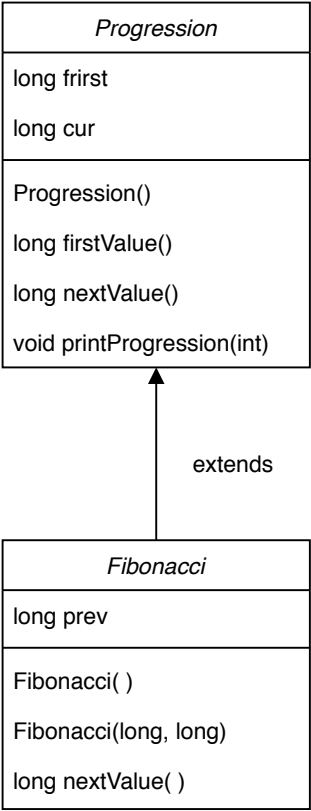 Progression
long frirst
long cur
Progression()
long firstValue()
long nextValue()
void printProgression(int)
extends
Fibonacci
long prev
Fibonacci( )
Fibonacci(long, long)
long nextValue( )